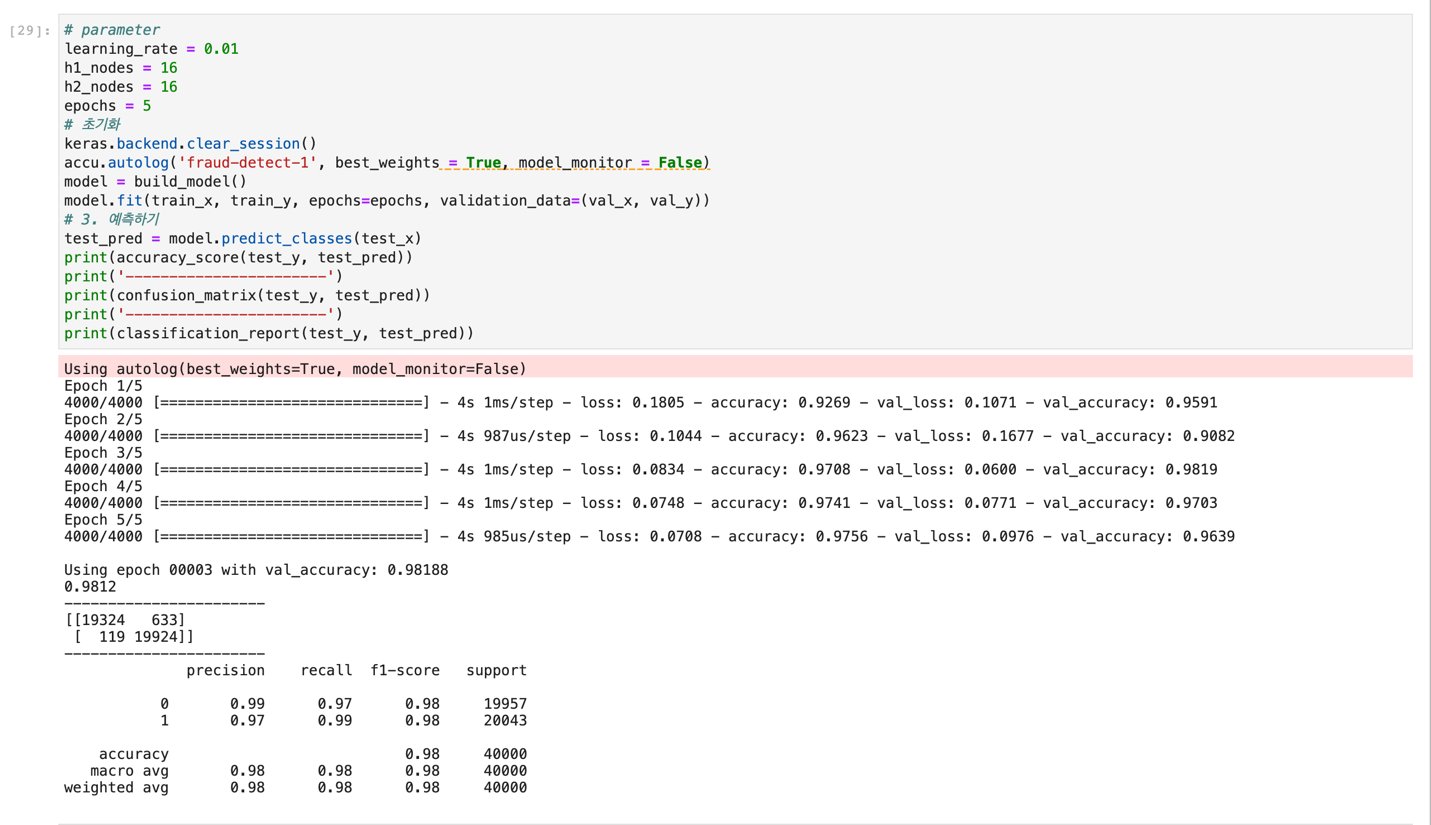 [29]:
# parameter
learning_rate = 0.01
h1_nodes = 16
h2_nodes = 16
epochs = 5
# 초기화
keras.backend.clear_session()
accu.autolog('fraud-detect-1', best_weights = True, model_monitor = False)
model = build_model()
model.fit(train_x, train_y, epochs=epochs, validation_data=(val_x, val_y))
# 3. 예측하기
test_pred = model.predict_classes(test_x)
print(accuracy_score(test_y, test_pred))
print('-----------------------')
print(confusion_matrix(test_y, test_pred))
print('-----------------------')
print(classification_report(test_y, test_pred))
Using autolog(best_weights=True, model_monitor=False)
Epoch 1/5
4000/4000 [==============================] - 4s 1ms/step - loss: 0.1805 - accuracy: 0.9269 - val_loss: 0.1071 - val_accuracy: 0.9591
Epoch 2/5
4000/4000 [==============================] - 4s 987us/step - loss: 0.1044 - accuracy: 0.9623 - val_loss: 0.1677 - val_accuracy: 0.9082
Epoch 3/5
4000/4000 [==============================] - 4s 1ms/step - loss: 0.0834 - accuracy: 0.9708 - val_loss: 0.0600 - val_accuracy: 0.9819
Epoch 4/5
4000/4000 [==============================] - 4s 1ms/step - loss: 0.0748 - accuracy: 0.9741 - val_loss: 0.0771 - val_accuracy: 0.9703
Epoch 5/5
4000/4000 [==============================] - 4s 985us/step - loss: 0.0708 - accuracy: 0.9756 - val_loss: 0.0976 - val_accuracy: 0.9639
Using epoch 00003 with val_accuracy: 0.98188
0.9812
-----------------------
[[19324   633]
 [  119 19924]]
-----------------------
              precision    recall  f1-score   support
           0       0.99      0.97      0.98     19957
           1       0.97      0.99      0.98     20043
    accuracy                           0.98     40000
   macro avg       0.98      0.98      0.98     40000
weighted avg       0.98      0.98      0.98     40000